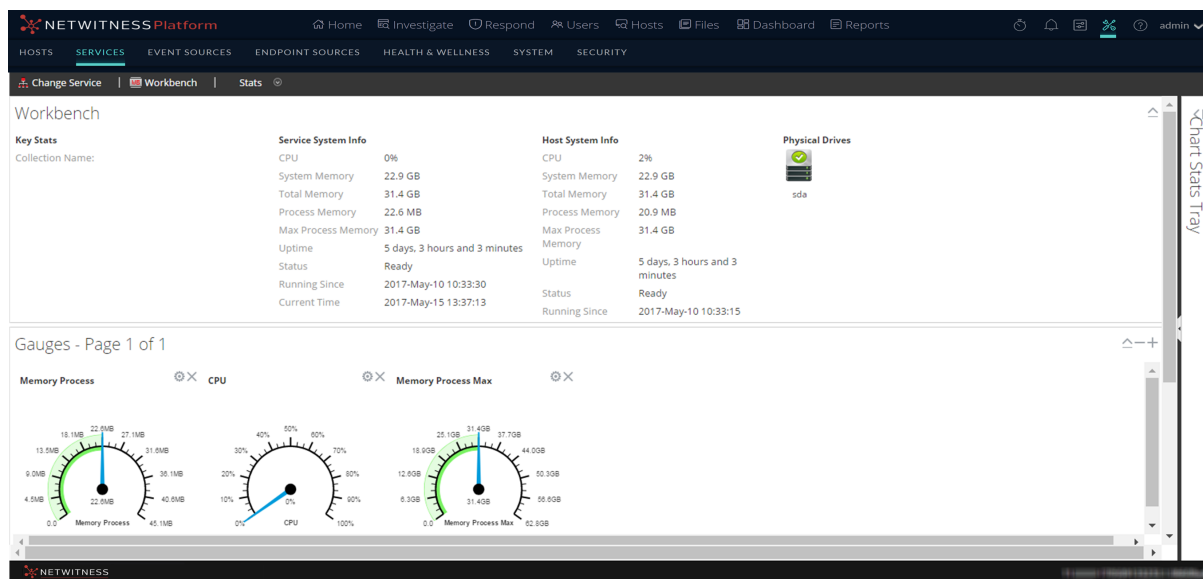 NETWITNESS Platform
Home Investigate Respond Users Hosts Files Dashboard Reports admin
HOSTS SERVICES EVENT SOURCES ENDPOINT SOURCES HEALTH & WELLNESS SYSTEM SECURITY
Change Service | Workbench | Stats
Workbench
Chart Stats Tray
Key Stats
Collection Name:
Service System Info
CPU 0%
System Memory 22.9 GB
Total Memory 31.4 GB
Process Memory 22.6 MB
Max Process Memory 31.4 GB
Uptime 5 days, 3 hours and 3 minutes
Status Ready
Running Since 2017-May-10 10:33:30
Current Time 2017-May-15 13:37:13
Host System Info
CPU 2%
System Memory 22.9 GB
Total Memory 31.4 GB
Process Memory 20.9 MB
Max Process 31.4 GB
Memory
Uptime 5 days, 3 hours and 3
minutes
Status Ready
Running Since 2017-May-10 10:33:15
Physical Drives
sda
Gauges - Page 1 of 1
Memory Process
22.6MB
18.1MB 27.1MB
13.5MB 31.6MB
9.0MB 36.1MB
4.5MB 22.6MB 40.6MB
0.0 Memory Process 45.1MB
CPU
50%
40% 60%
30% 70%
20% 80%
10% 0% 90%
0% CPU 100%
Memory Process Max
31.4GB
25.1GB 37.7GB
18.9GB 44.0GB
12.6GB 50.3GB
6.3GB 31.4GB 56.6GB
0.0 Memory Process Max 62.8GB
NETWITNESS